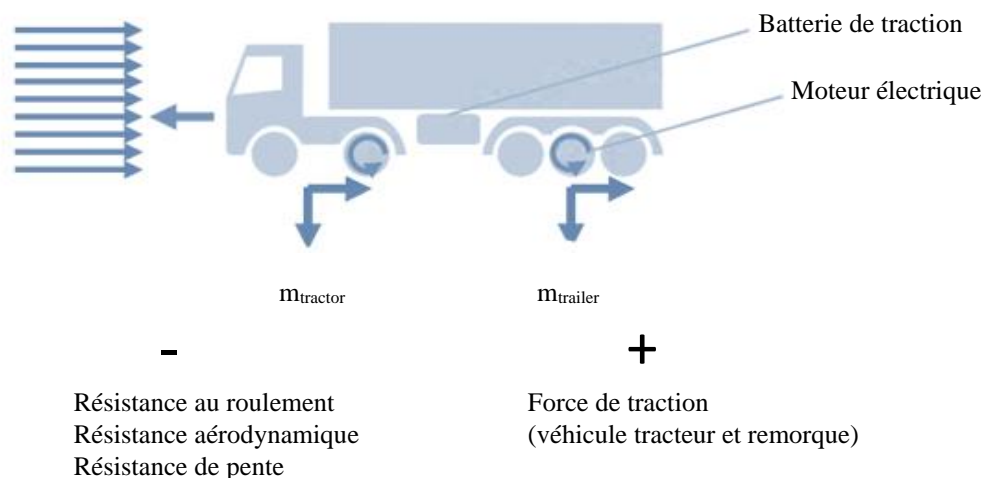 Batterie de traction
Moteur électrique
mtractor
mtrailer
-
+
Résistance au roulement
Résistance aérodynamique
Résistance de pente
Force de traction
(véhicule tracteur et remorque)